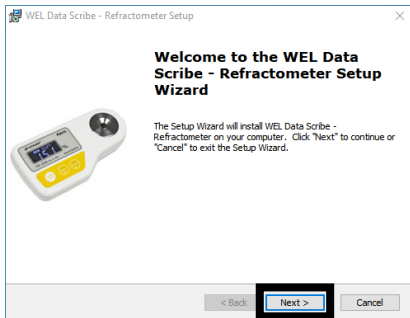 WEL Data Scribe - Refractometer Setup
Welcome to the WEL Data
Scribe - Refractometer Setup
Wizard
The Setup Wizard will install WEL Data Scribe -
Refractometer on your computer. Click "Next" to continue or
"Cancel" to exit the Setup Wizard.
151
< Back
Next >
Cancel